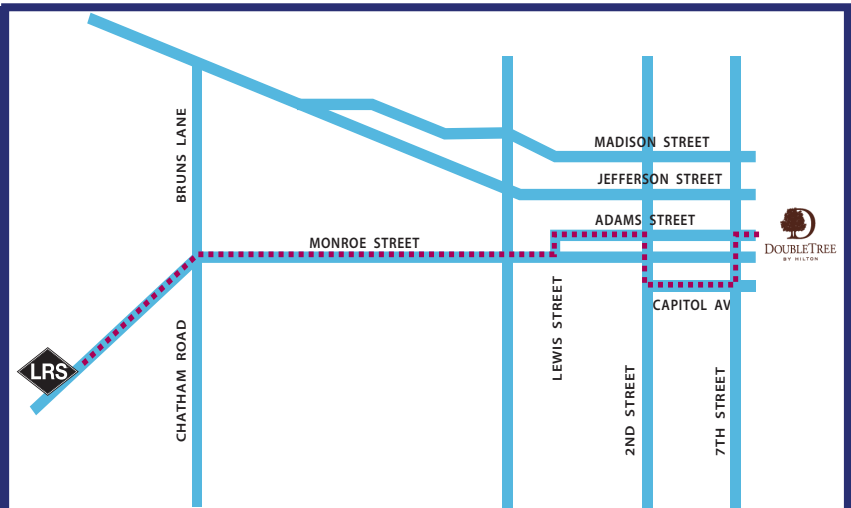 BRUNS LANE
MADISON STREET
JEFFERSON STREET
ADAMS STREET
MONROE STREET
D
DOUBLETREE
BY HILTON
LEWIS STREET
CAPITOL AV
CHATHAM ROAD
LRS
2ND STREET
7TH STREET